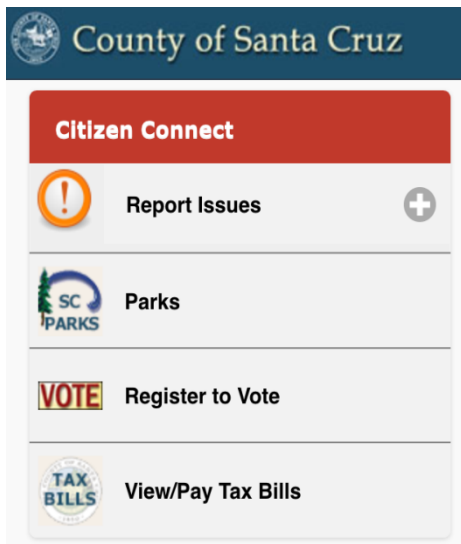 County of Santa Cruz
Citizen Connect
Report Issues
SC
PARKS
Parks
VOTE
Register to Vote
TAX
BILLS
View/Pay Tax Bills